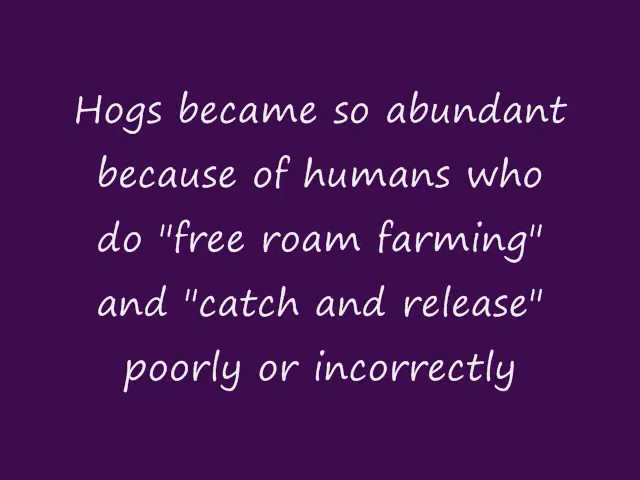 Hogs became so abundant
because of humans who
do "free roam farming"
and "catch and release"
poorly or incorrectly